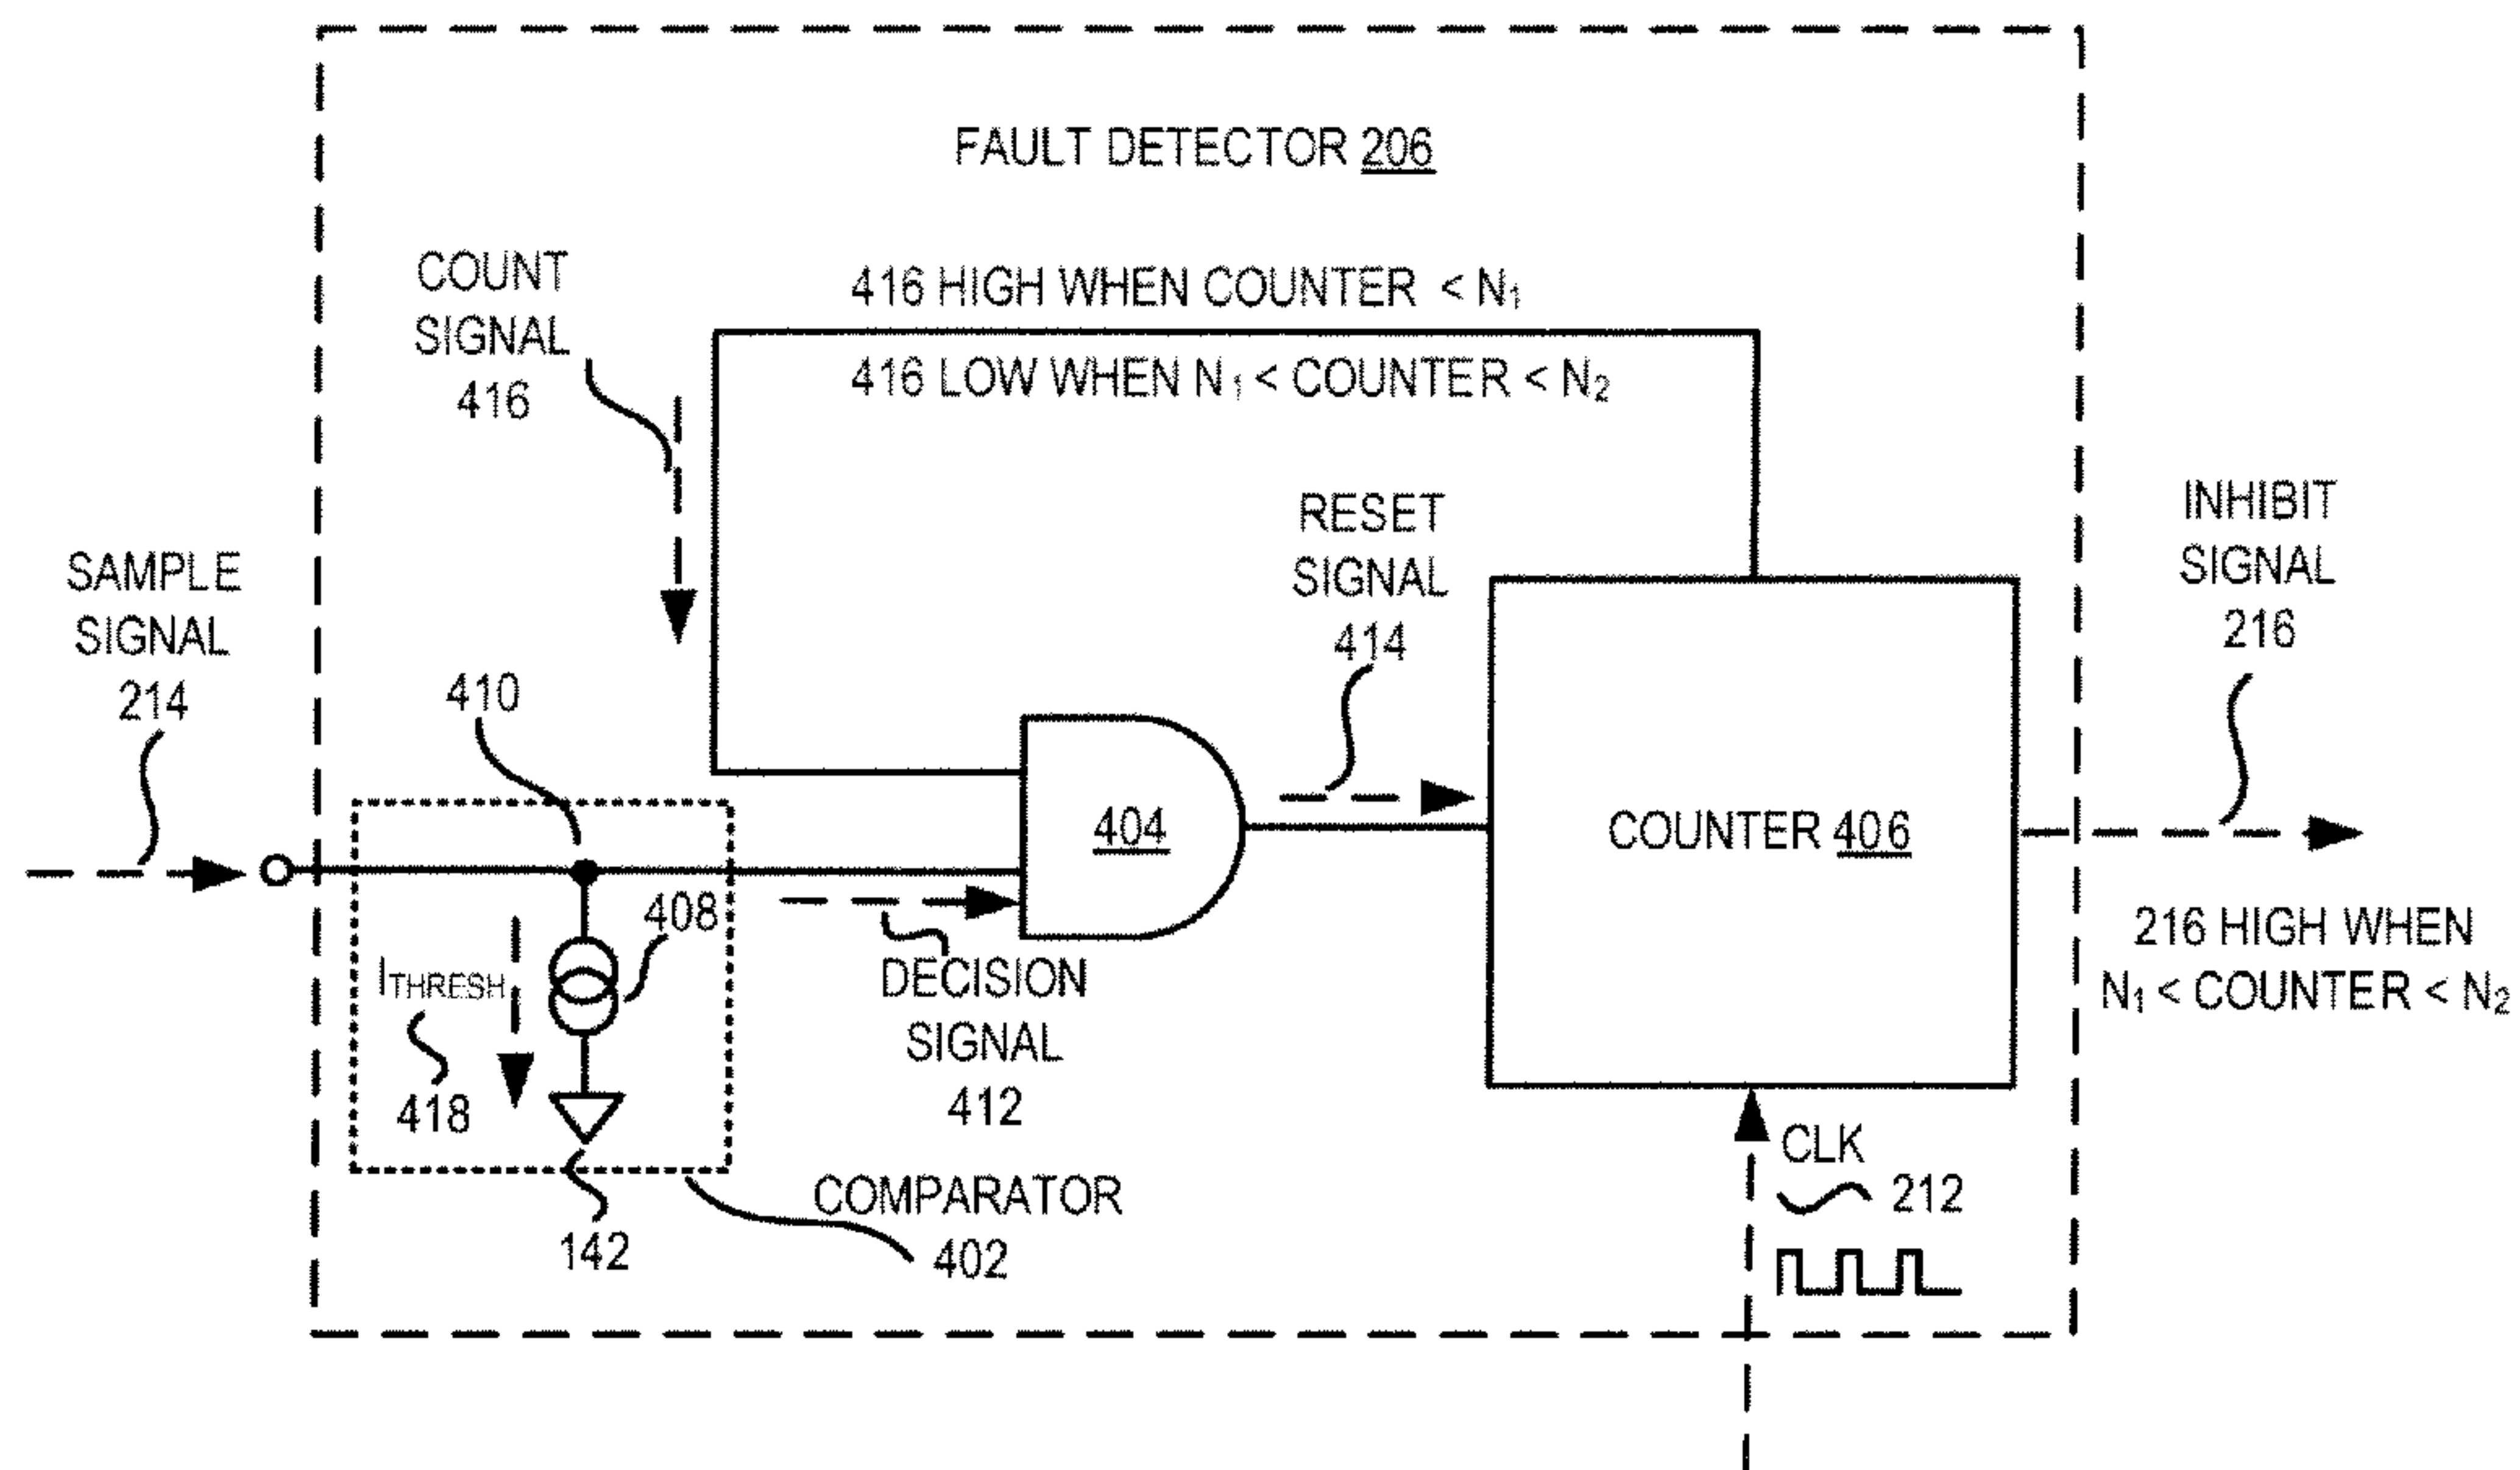 FAULT DETECTOR 206
COUNT
SIGNAL
416
416 HIGH WHEN COUNTER < N₁
416 LOW WHEN N₁ < COUNTER < N₂
RESET
SIGNAL
414
INHIBIT
SIGNAL
216
SAMPLE
SIGNAL
214
410
404
COUNTER 406
408
I_THRESH
418
DECISION
SIGNAL
412
216 HIGH WHEN
N₁ < COUNTER < N₂
142
COMPARATOR
402
CLK
212